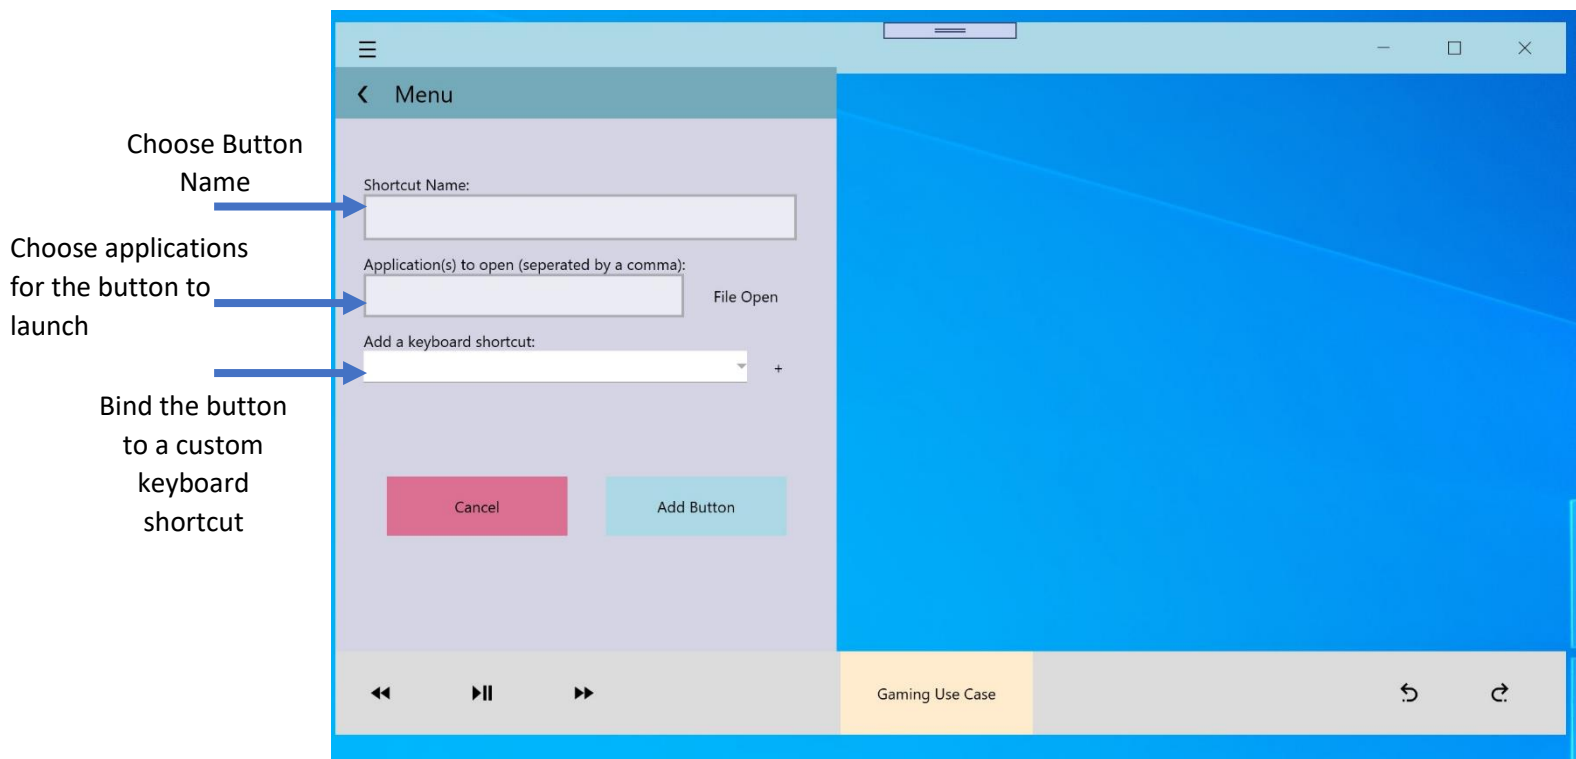 Menu
Choose Button
Name
Shortcut Name:
Choose applications
for the button to
launch
Application(s) to open (seperated by a comma):
File Open
Add a keyboard shortcut:
+
Bind the button
to a custom
keyboard
shortcut
Cancel
Add Button
Gaming Use Case